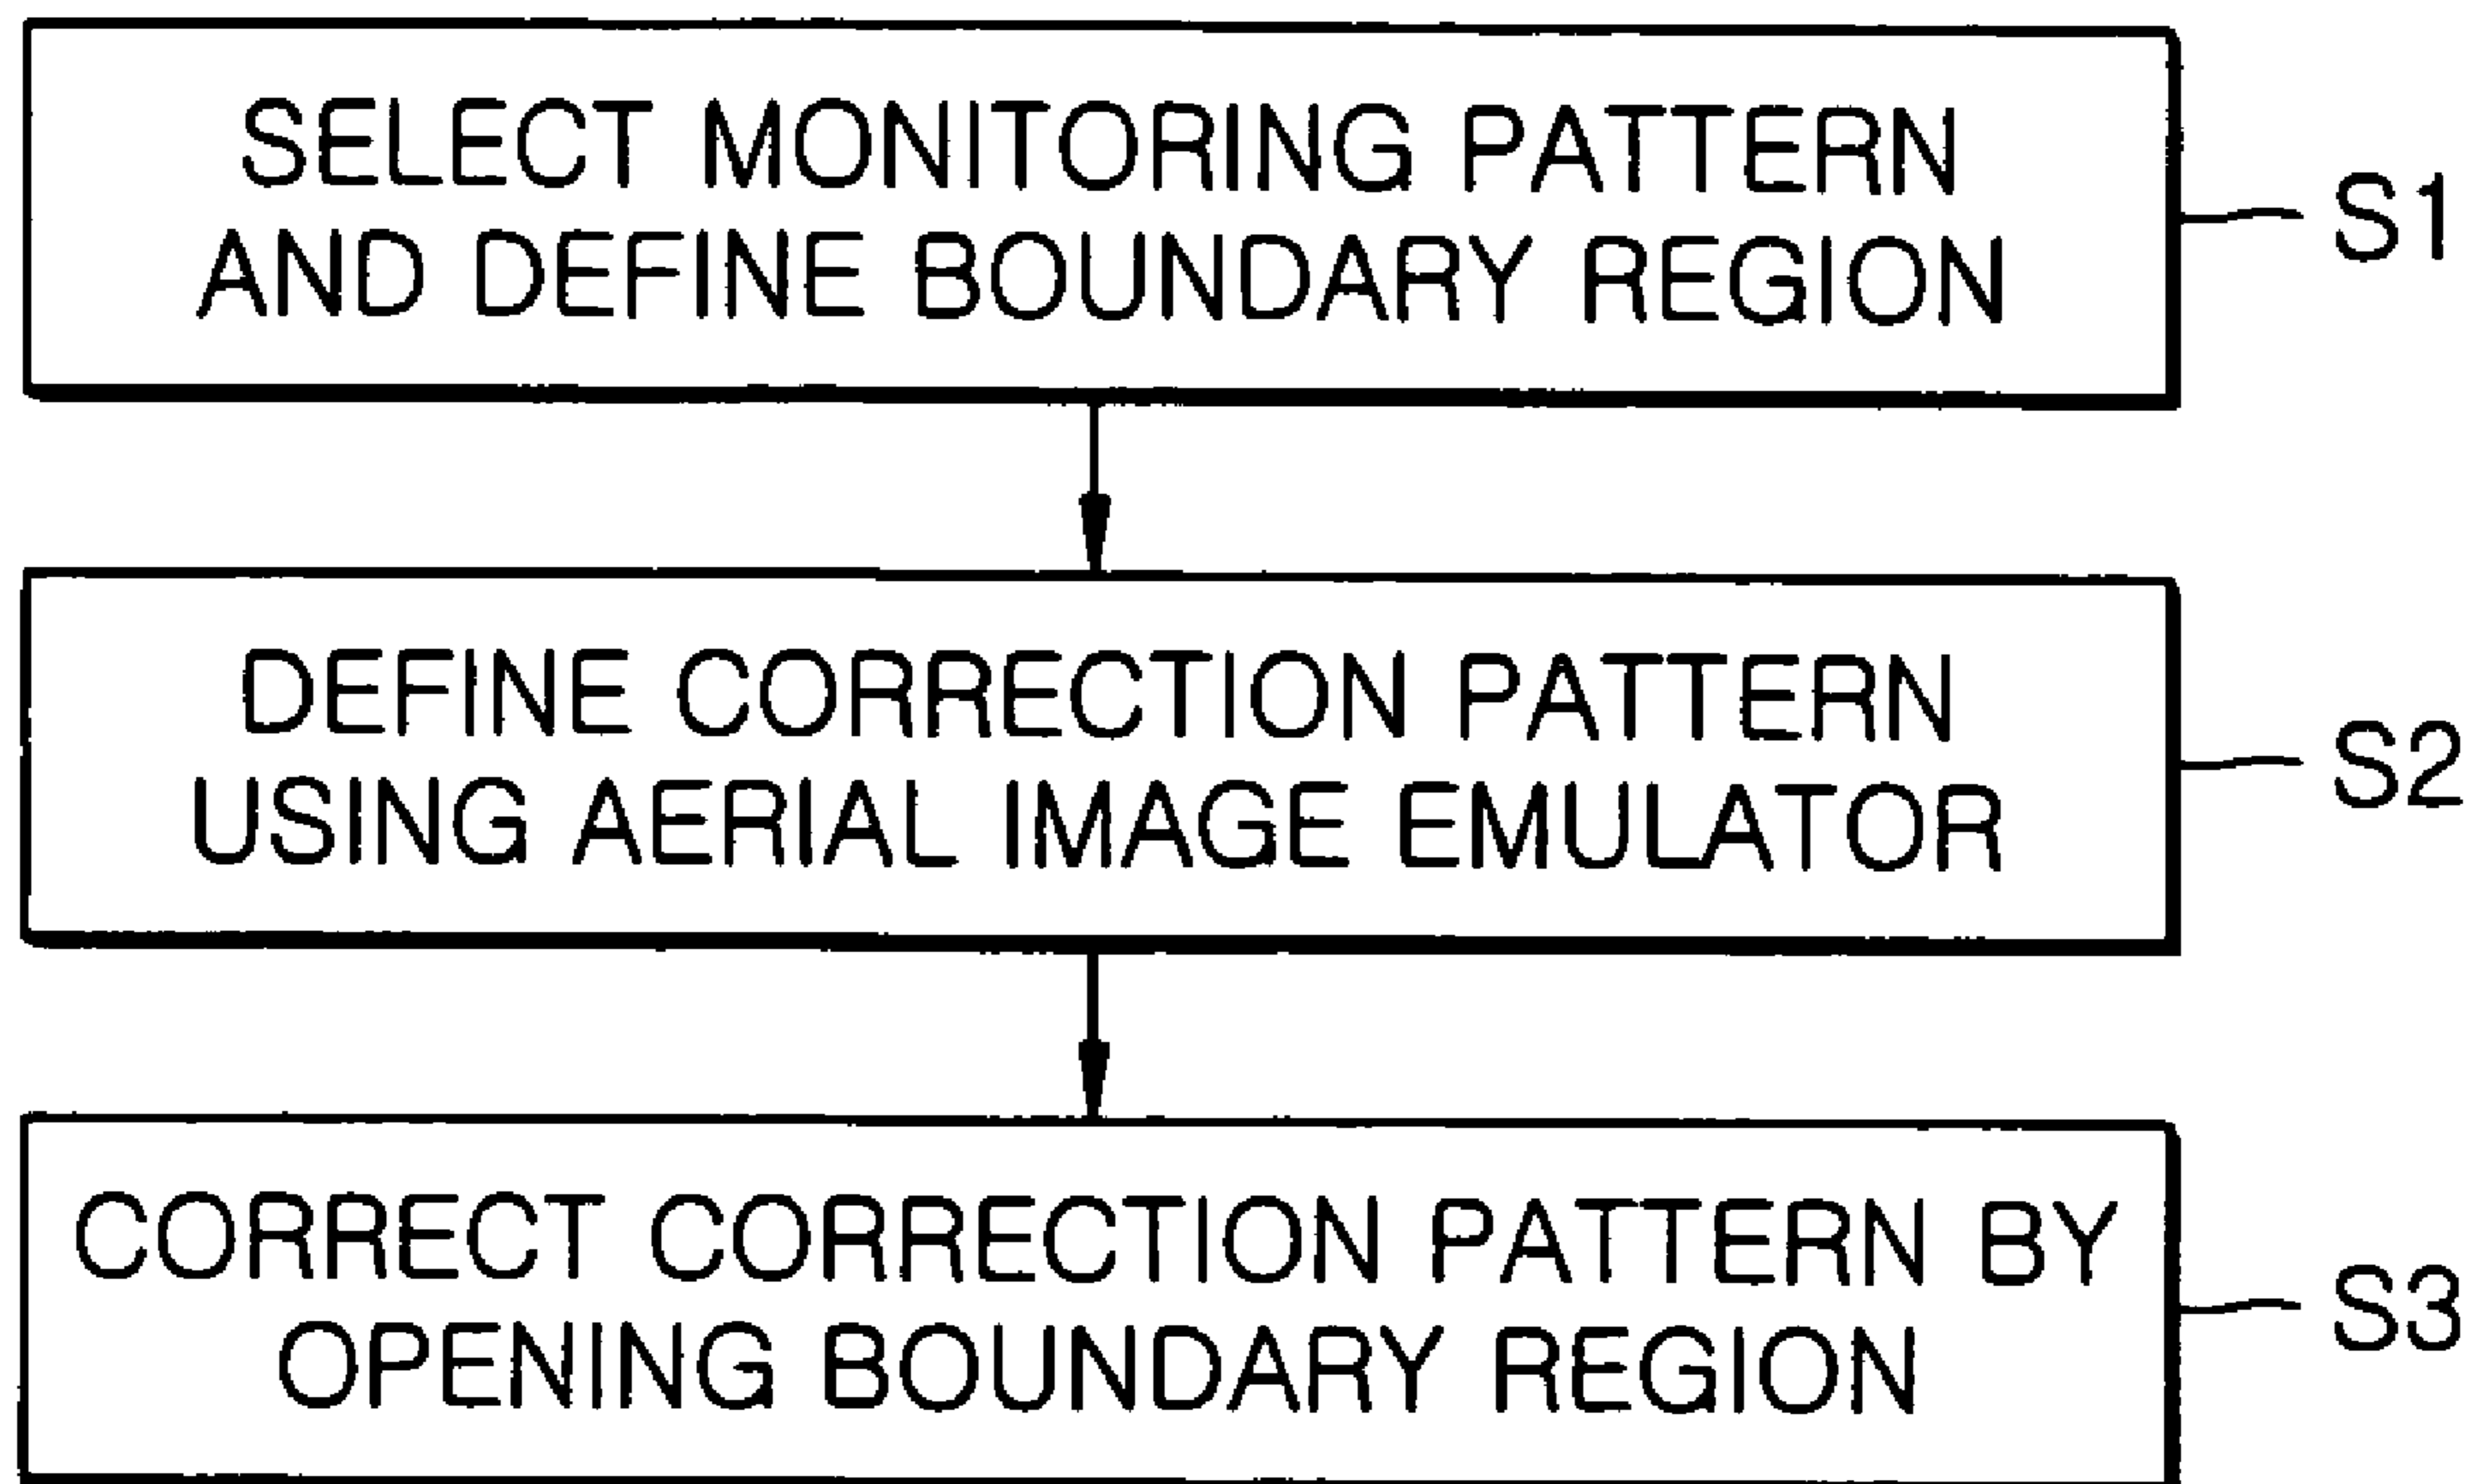 SELECT MONITORING PATTERN
AND DEFINE BOUNDARY REGION
S1
DEFINE CORRECTION PATTERN
USING AERIAL IMAGE EMULATOR
S2
CORRECT CORRECTION PATTERN BY
OPENING BOUNDARY REGION
S3